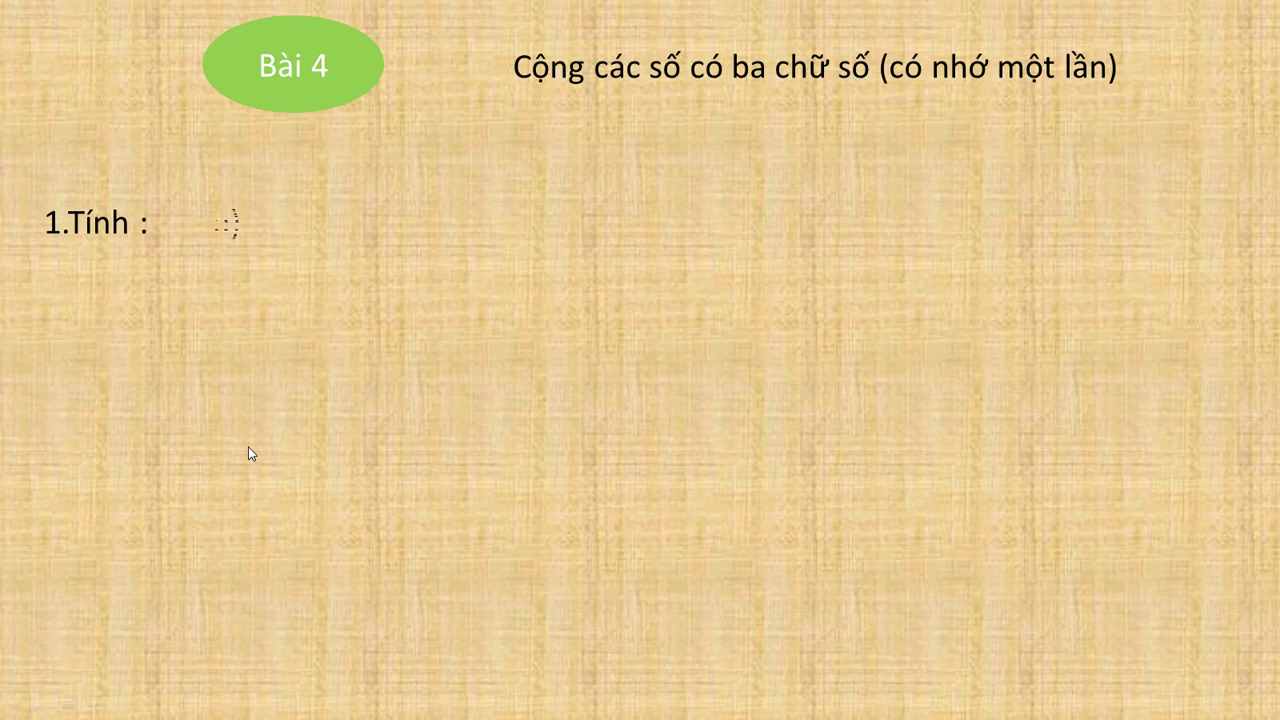 Bài 4
Cộng các số có ba chữ số (có nhớ một lần)
1.Tính :